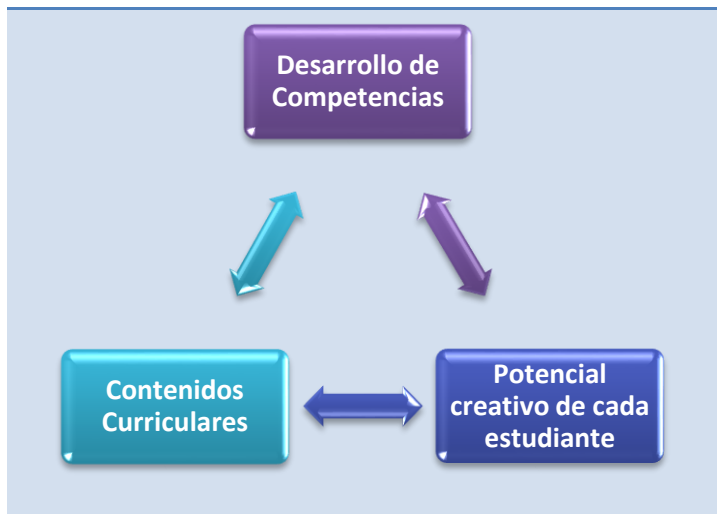 Desarrollo de
Competencias
Contenidos
Curriculares
Potencial
creativo de cada
estudiante